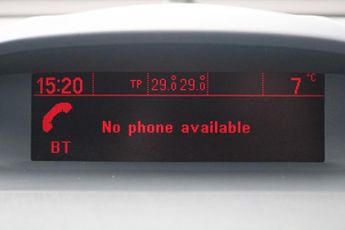 15:20 TP 29.0 29.0 7 °C
No phone available
BT